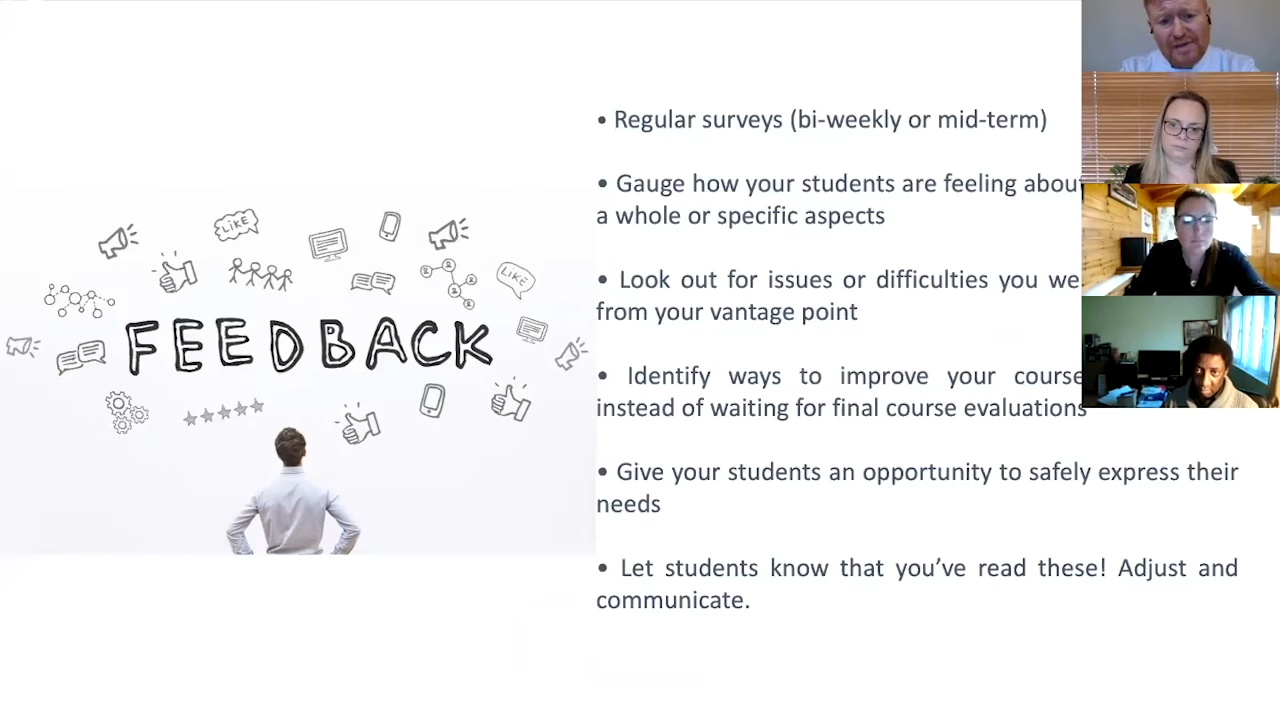 LIKE
LIKE
FEEDBACK
• Regular surveys (bi-weekly or mid-term)
• Gauge how your students are feeling
a whole or specific aspects
• Look out for issues or difficulties you
from your vantage point
• Identify ways to improve your course
instead of waiting for final course evaluations
• Give your students an opportunity to safely express their
needs
• Let students know that you’ve read these! Adjust and
communicate.